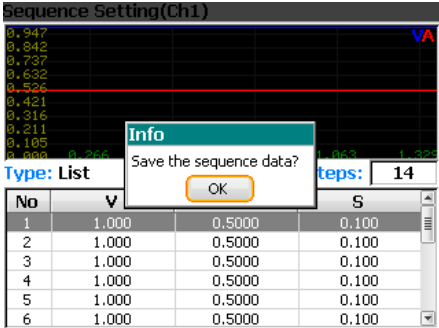 Sequence Setting(Ch1)
0.947
VA
0.842
0.737
0.632
0.526
0.421
0.316
0.211
0.105
0.000 0.266 1.063 1.329
Info
Save the sequence data?
OK
Type: List teps: 14
No V S
1 1.000 0.5000 0.100
2 1.000 0.5000 0.100
3 1.000 0.5000 0.100
4 1.000 0.5000 0.100
5 1.000 0.5000 0.100
6 1.000 0.5000 0.100